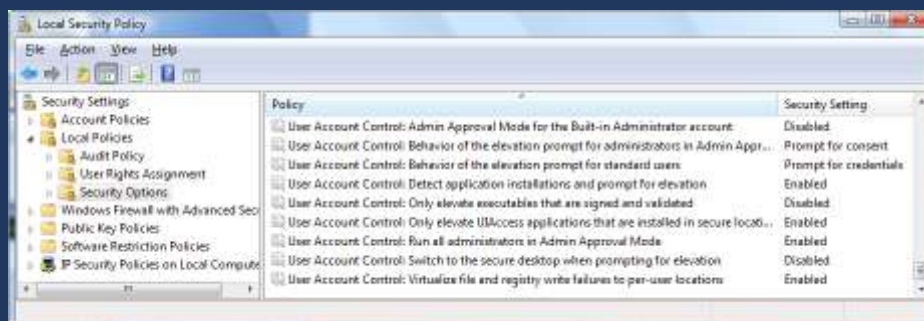 Local Security Policy
File Action View Help
Security Settings
Account Policies
Local Policies
Audit Policy
User Rights Assignment
Security Options
Windows Firewall with Advanced Sec
Public Key Policies
Software Restriction Policies
IP Security Policies on Local Compute
Policy Security Setting
User Account Control: Admin Approval Mode for the Built-in Administrator account Disabled
User Account Control: Behavior of the elevation prompt for administrators in Admin Appr... Prompt for consent
User Account Control: Behavior of the elevation prompt for standard users Prompt for credentials
User Account Control: Detect application installations and prompt for elevation Enabled
User Account Control: Only elevate executables that are signed and validated Disabled
User Account Control: Only elevate UIAccess applications that are installed in secure locati... Enabled
User Account Control: Run all administrators in Admin Approval Mode Enabled
User Account Control: Switch to the secure desktop when prompting for elevation Disabled
User Account Control: Virtualize file and registry write failures to per-user locations Enabled